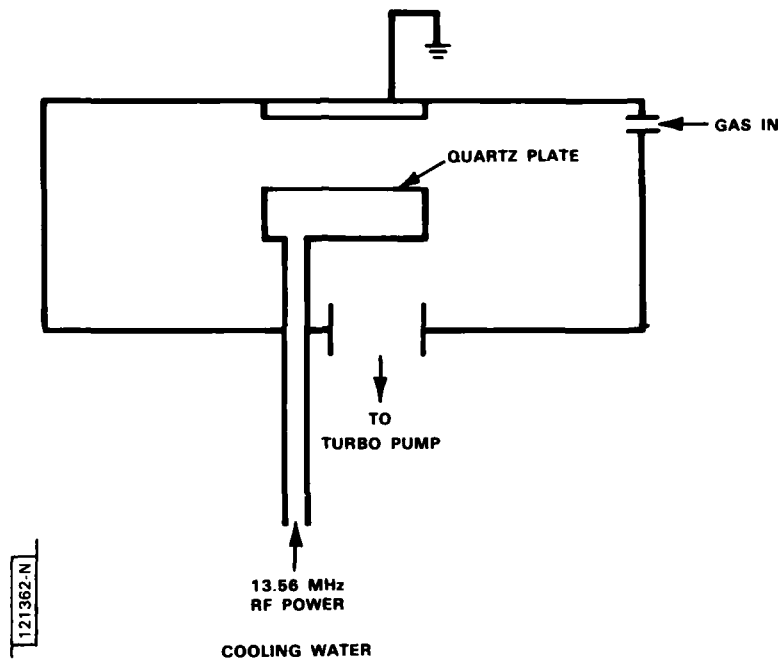 GAS IN
QUARTZ PLATE
TO
TURBO PUMP
13.56 MHz
RF POWER
COOLING WATER
121362-N